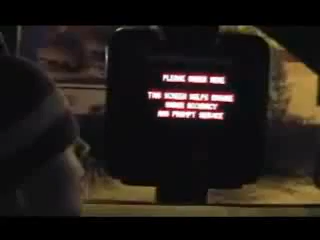 PLEASE ORDER HERE
THIS SCREEN HELPS ENSURE
ORDER ACCURACY
AND PROMPT SERVICE